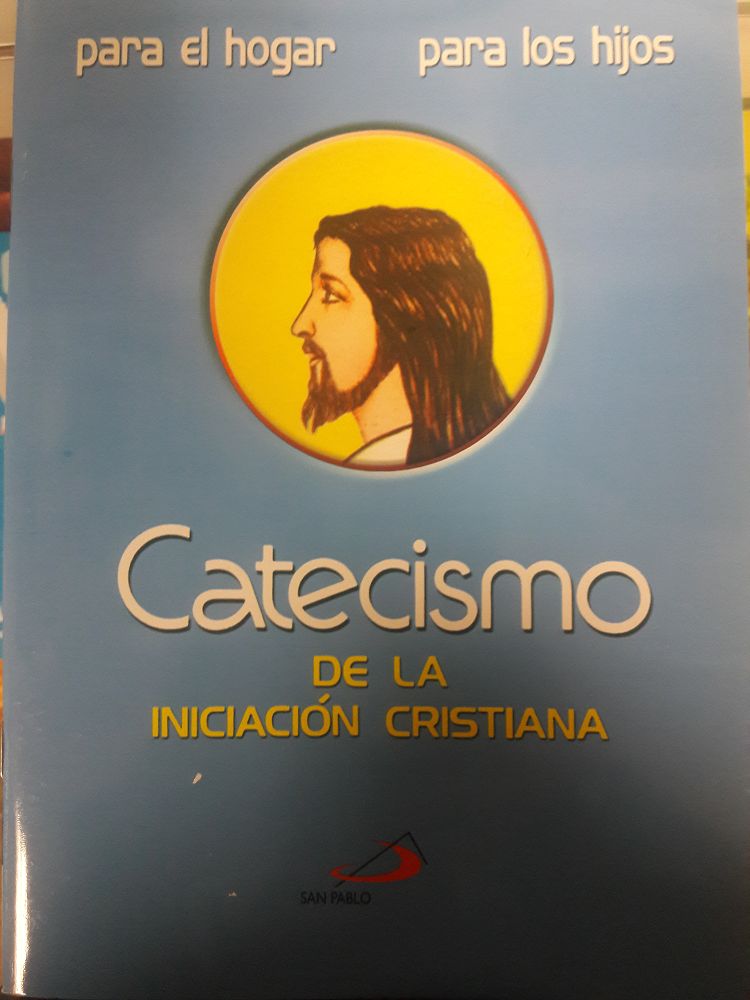 para el hogar para los hijos
Catecismo
DE LA
INICIACIÓN CRISTIANA
SAN PABLO